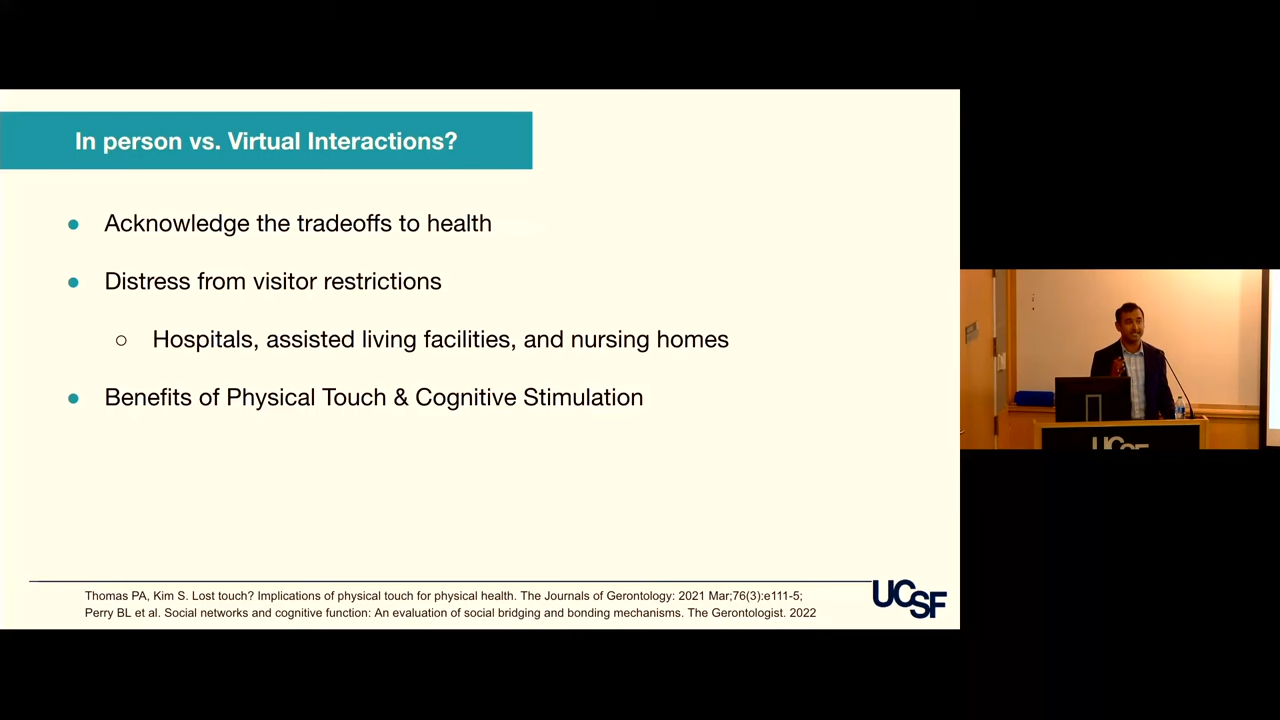 In person vs. Virtual Interactions?
● Acknowledge the tradeoffs to health
● Distress from visitor restrictions
○ Hospitals, assisted living facilities, and nursing homes
● Benefits of Physical Touch & Cognitive Stimulation
Thomas PA, Kim S. Lost touch? Implications of physical touch for physical health. The Journals of Gerontology: 2021 Mar;76(3):e111-5;
Perry BL et al. Social networks and cognitive function: An evaluation of social bridging and bonding mechanisms. The Gerontologist. 2022
UCSF
UCSF